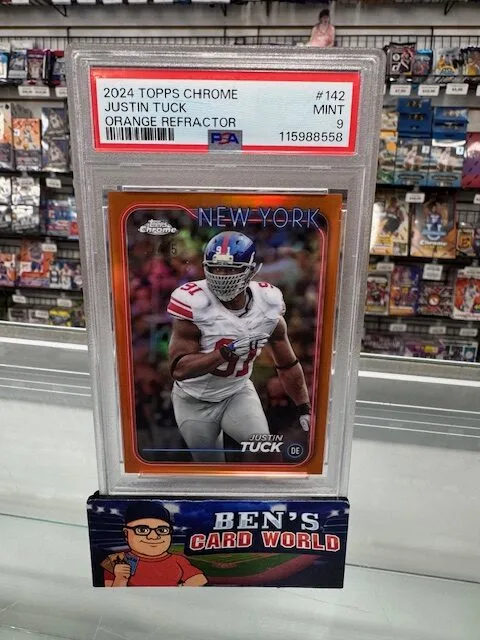 2024 TOPPS CHROME #142
JUSTIN TUCK MINT
ORANGE REFRACTOR 9
PSA 115988558
Topps Chrome
NEW YORK
91
JUSTIN
TUCK DE
BEN'S
CARD WORLD